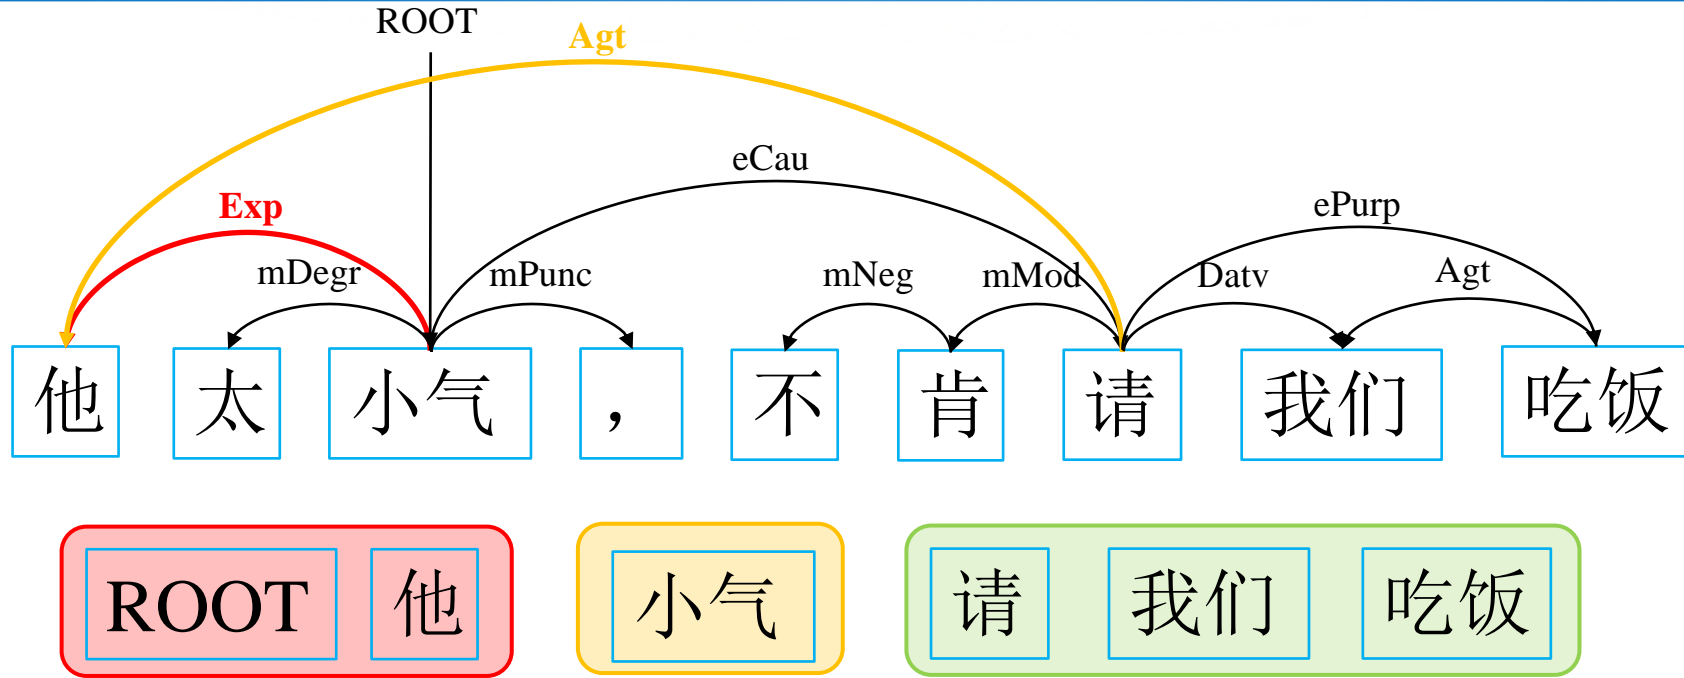 ROOT
Agt
eCau
Exp
ePurp
mDegr
mPunc
mNeg
mMod
Datv
Agt
他 太 小气 ， 不 肯 请 我们 吃饭
ROOT 他 小气 请 我们 吃饭